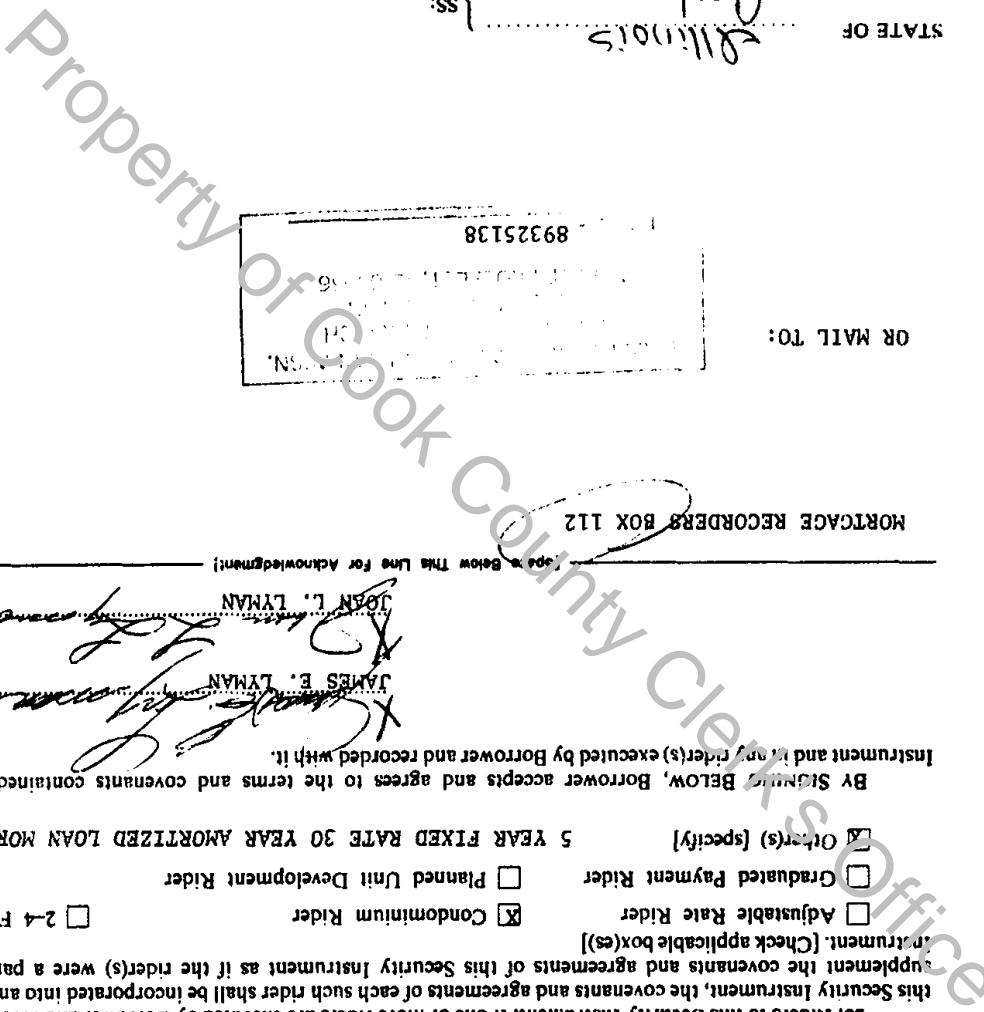 this Security Instrument, the covenants and agreements of each such rider shall be incorporated into an
supplement the covenants and agreements of this Security Instrument as if the rider(s) were a par
Instrument. [Check applicable box(es)]
☐ Adjustable Rate Rider ☒ Condominium Rider ☐ 2-4 F
☐ Graduated Payment Rider ☐ Planned Unit Development Rider
☒ Other(s) [specify] 5 YEAR FIXED RATE 30 YEAR AMORTIZED LOAN MOR
BY SIGNING BELOW, Borrower accepts and agrees to the terms and covenants contained
Instrument and in any rider(s) executed by Borrower and recorded with it.
JAMES E. LYMAN
JOAN L. LYMAN
[Space Below This Line For Acknowledgment]
MORTGAGE RECORDERS BOX 112
OR MAIL TO:
89325138
STATE OF Illinois
SS:
Property of Cook County Clerk's Office